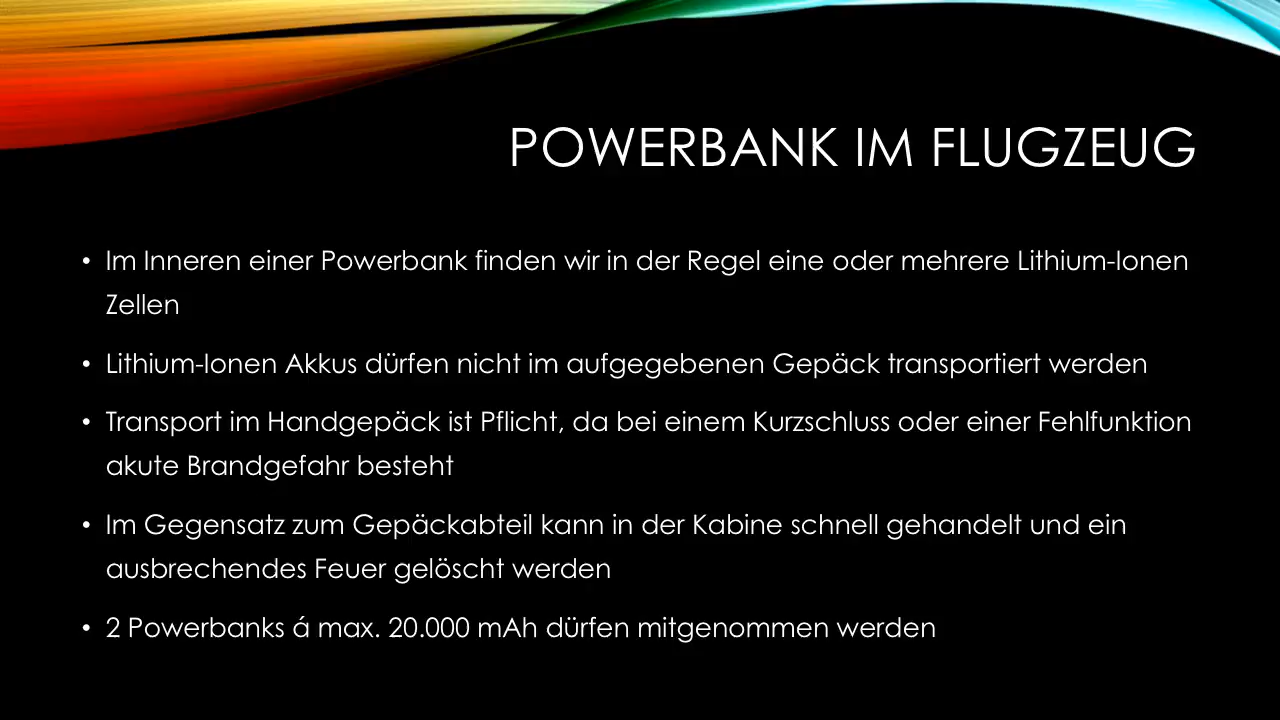 POWERBANK IM FLUGZEUG
• Im Inneren einer Powerbank finden wir in der Regel eine oder mehrere Lithium-Ionen
Zellen
• Lithium-Ionen Akkus dürfen nicht im aufgegebenen Gepäck transportiert werden
• Transport im Handgepäck ist Pflicht, da bei einem Kurzschluss oder einer Fehlfunktion
akute Brandgefahr besteht
• Im Gegensatz zum Gepäckabteil kann in der Kabine schnell gehandelt und ein
ausbrechendes Feuer gelöscht werden
• 2 Powerbanks á max. 20.000 mAh dürfen mitgenommen werden